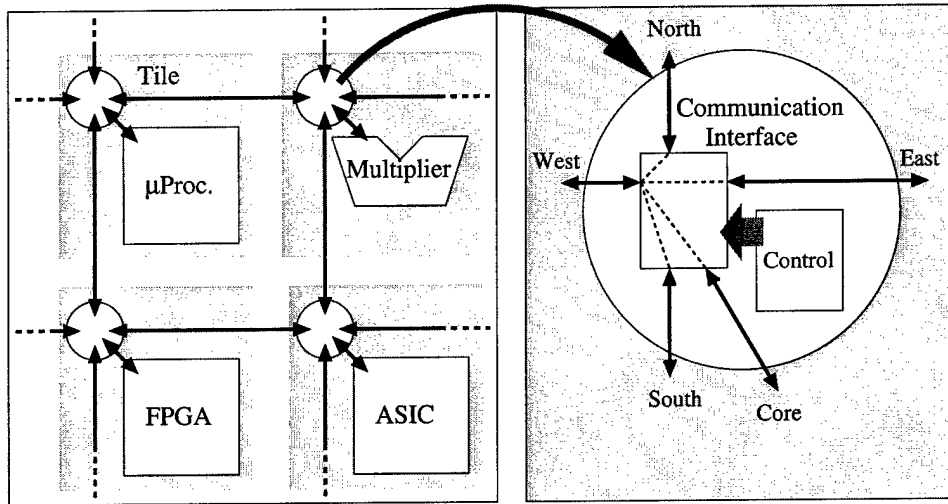 Tile
µProc.
Multiplier
FPGA
ASIC
North
Communication
Interface
West
East
Control
South
Core